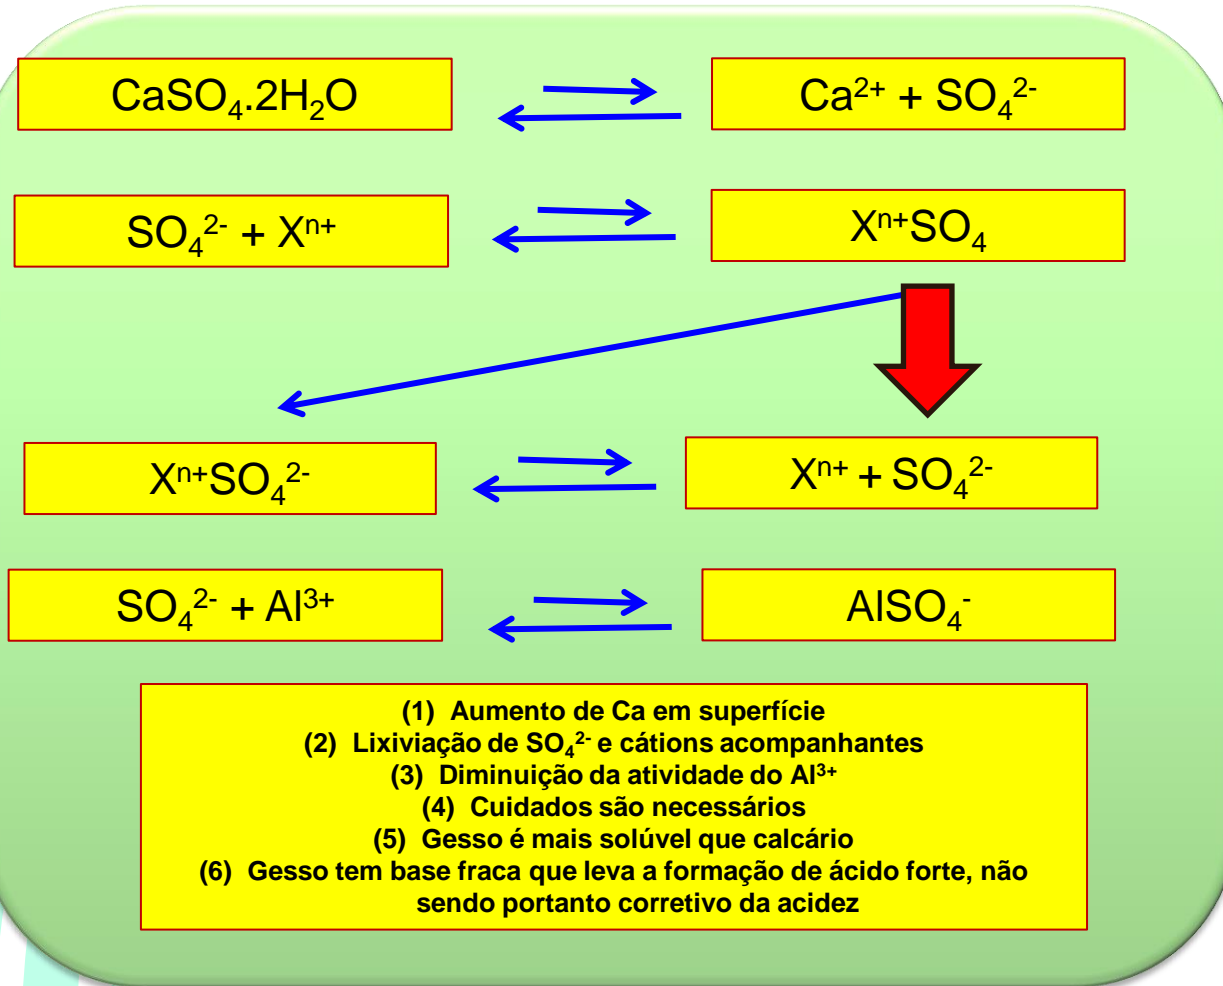 CaSO₄.2H₂O
Ca²⁺ + SO₄²⁻
SO₄²⁻ + Xⁿ⁺
Xⁿ⁺SO₄
Xⁿ⁺SO₄²⁻
Xⁿ⁺ + SO₄²⁻
SO₄²⁻ + Al³⁺
AlSO₄⁻
(1) Aumento de Ca em superfície
(2) Lixiviação de SO₄²⁻ e cátions acompanhantes
(3) Diminuição da atividade do Al³⁺
(4) Cuidados são necessários
(5) Gesso é mais solúvel que calcário
(6) Gesso tem base fraca que leva a formação de ácido forte, não
sendo portanto corretivo da acidez